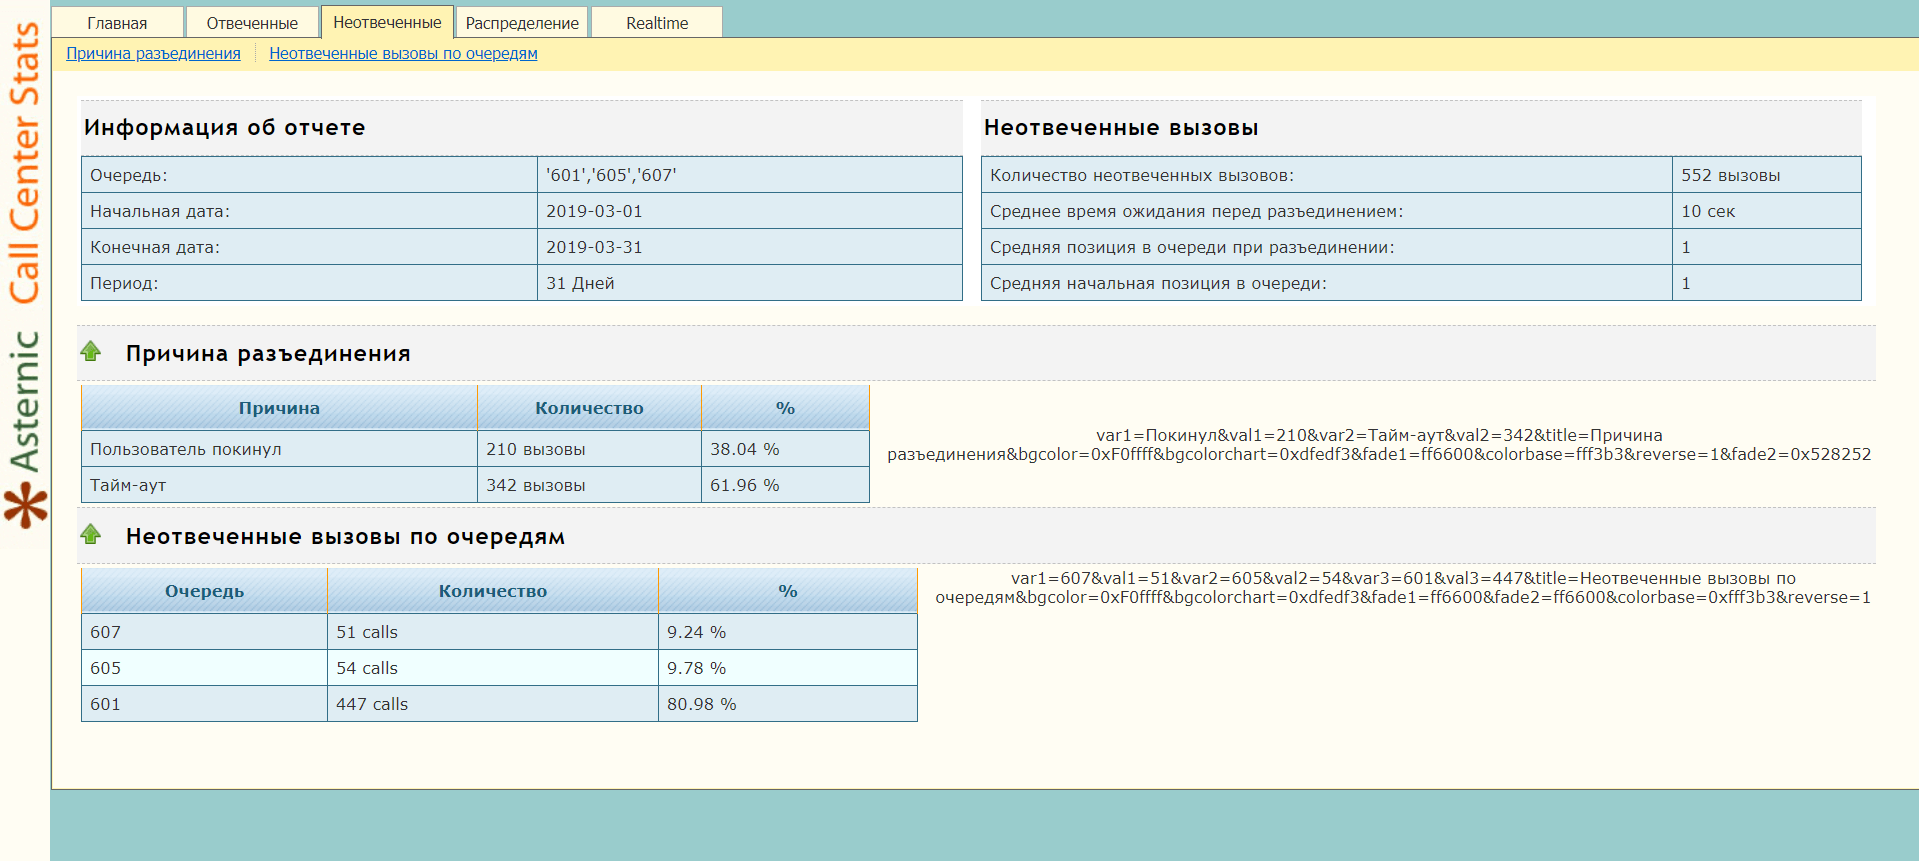 Asternic Call Center Stats
Главная
Отвеченные
Неотвеченные
Распределение
Realtime
Причина разъединения
Неотвеченные вызовы по очередям
Информация об отчете
Очередь: '601','605','607'
Начальная дата: 2019-03-01
Конечная дата: 2019-03-31
Период: 31 Дней
Неотвеченные вызовы
Количество неотвеченных вызовов: 552 вызовы
Среднее время ожидания перед разъединением: 10 сек
Средняя позиция в очереди при разъединении: 1
Средняя начальная позиция в очереди: 1
Причина разъединения
Причина Количество %
Пользователь покинул 210 вызовы 38.04 %
Тайм-аут 342 вызовы 61.96 %
var1=Покинул&val1=210&var2=Тайм-аут&val2=342&title=Причина
разъединения&bgcolor=0xF0ffff&bgcolorchart=0xdfedf3&fade1=ff6600&colorbase=fff3b3&reverse=1&fade2=0x528252
Неотвеченные вызовы по очередям
Очередь Количество %
607 51 calls 9.24 %
605 54 calls 9.78 %
601 447 calls 80.98 %
var1=607&val1=51&var2=605&val2=54&var3=601&val3=447&title=Неотвеченные вызовы по
очередям&bgcolor=0xF0ffff&bgcolorchart=0xdfedf3&fade1=ff6600&fade2=ff6600&colorbase=0xfff3b3&reverse=1